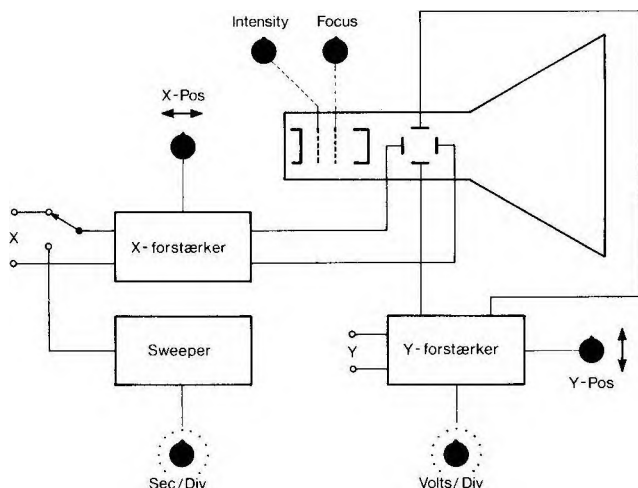 Intensity
Focus
X-Pos
X
X-forstærker
Sweeper
Y
Y-forstærker
Y-Pos
Sec/Div
Volts/Div